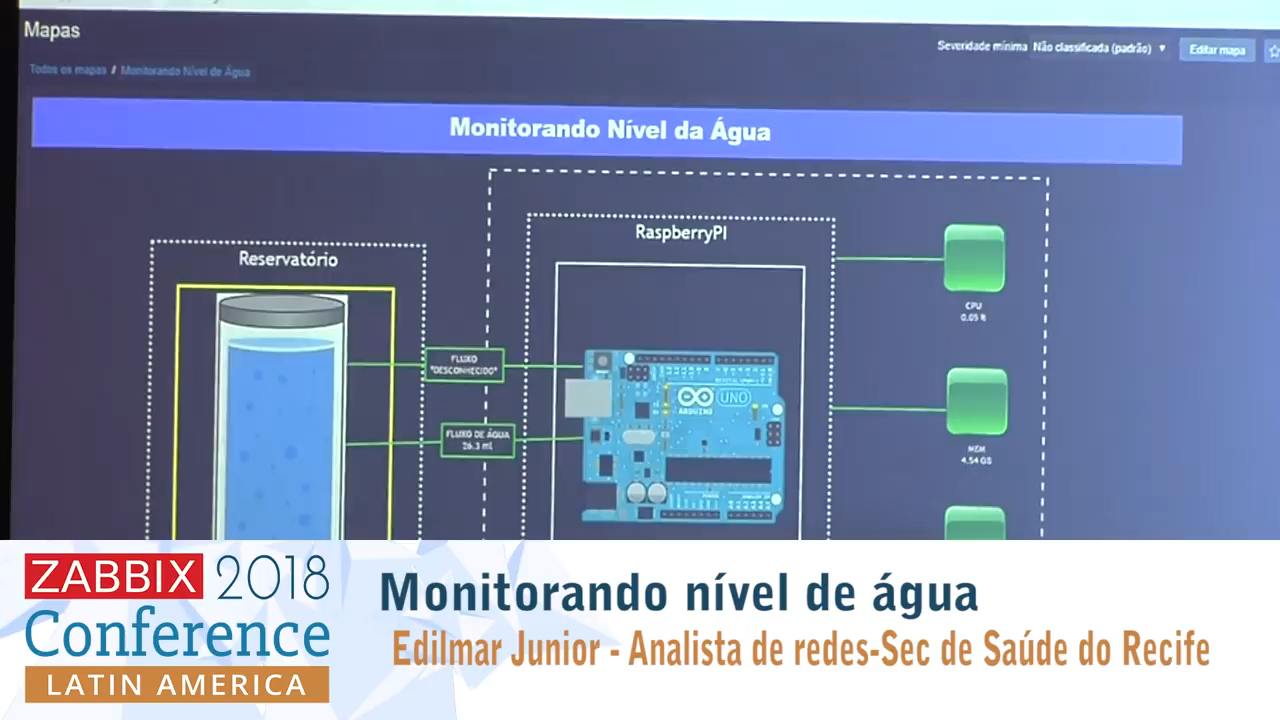 Mapas
Severidade mínima Não classificada (padrão) ▼ Editar mapa
Todos os mapas / Monitorando Nível de Água
Monitorando Nível da Água
RaspberryPI
Reservatório
CPU
0.05 %
FLUXO
"DESCONHECIDO"
UNO
ARDUINO
FLUXO DE ÁGUA
26.3 ml
MEM
4.54 GB
ZABBIX 2018
Conference
LATIN AMERICA
Monitorando nível de água
Edilmar Junior - Analista de redes-Sec de Saúde do Recife